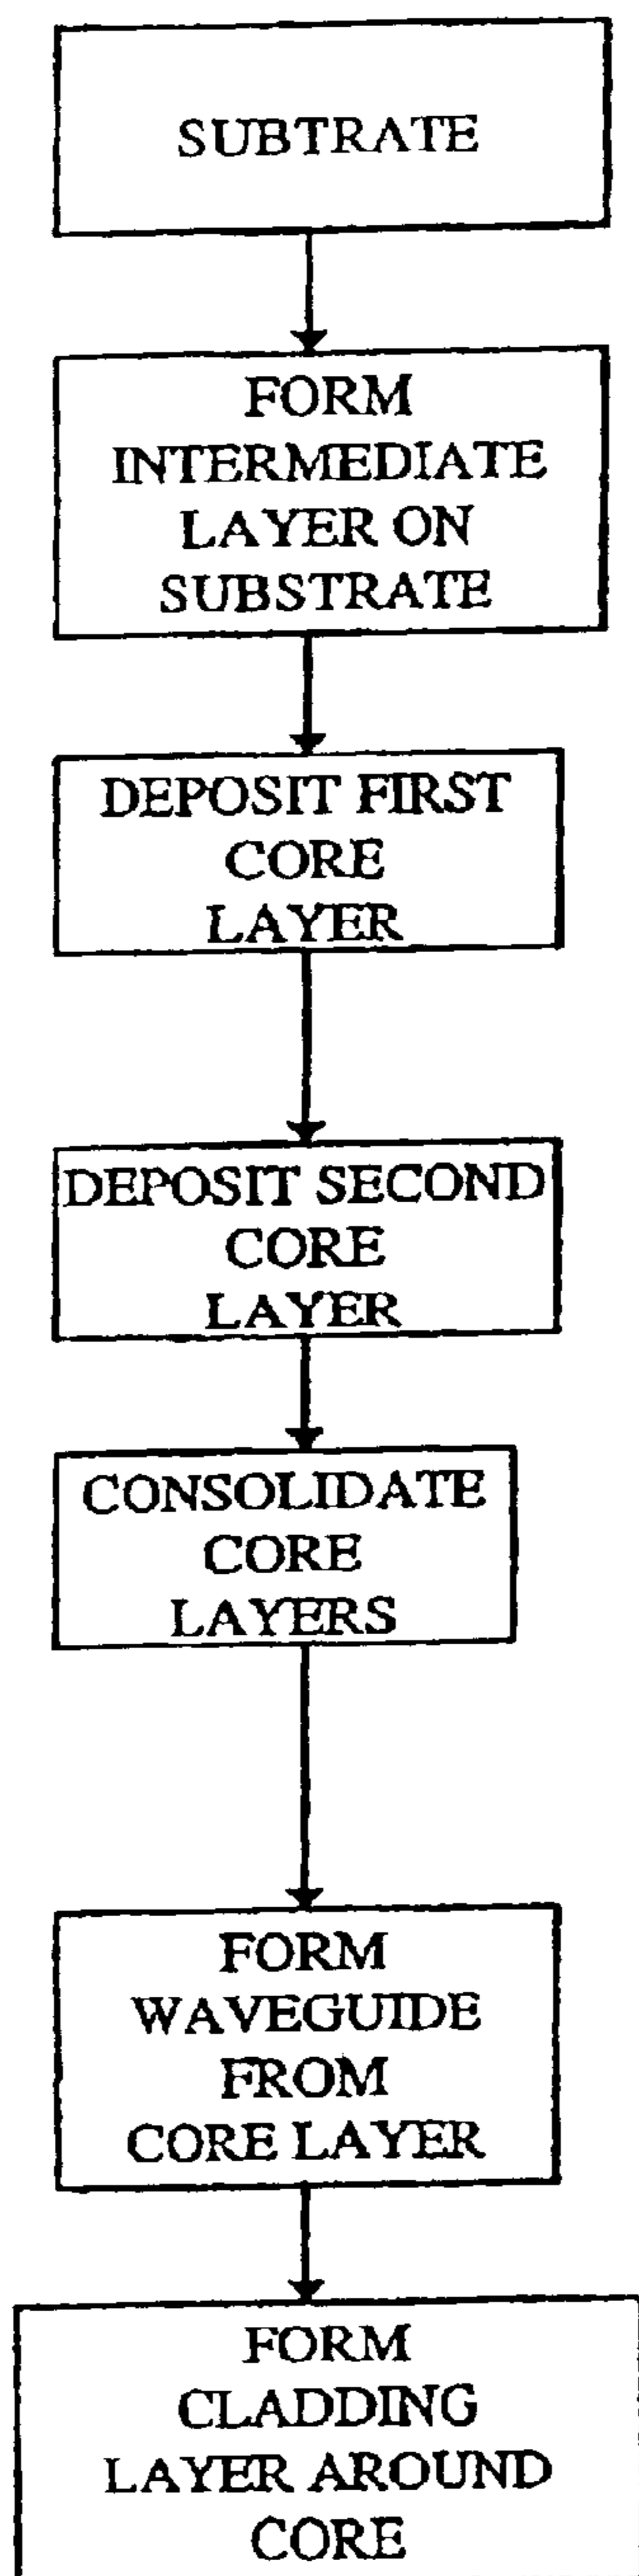 SUBTRATE
FORM
INTERMEDIATE
LAYER ON
SUBSTRATE
DEPOSIT FIRST
CORE
LAYER
DEPOSIT SECOND
CORE
LAYER
CONSOLIDATE
CORE
LAYERS
FORM
WAVEGUIDE
FROM
CORE LAYER
FORM
CLADDING
LAYER AROUND
CORE